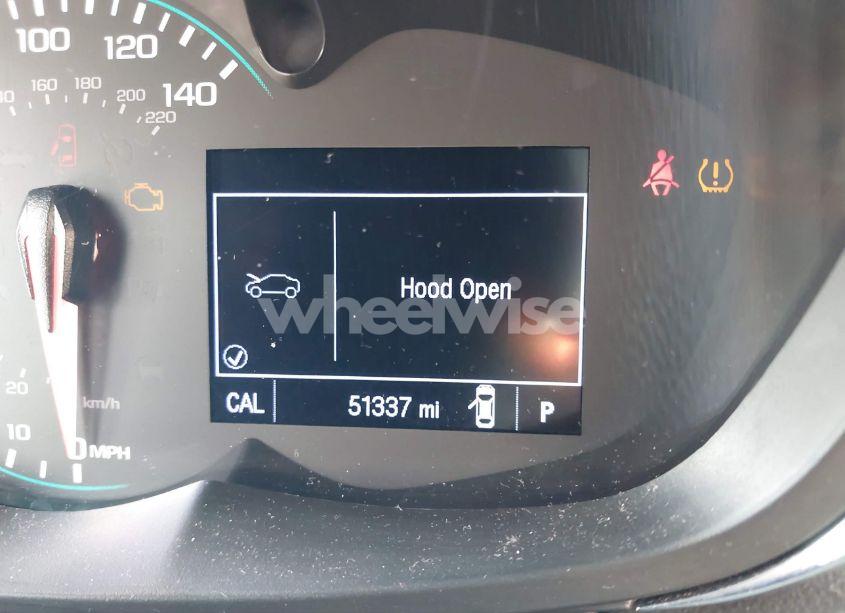 100 120 140
160 180 200 220
Hood Open
wheelwise
CAL 51337 mi P
20 km/h
10 0 MPH